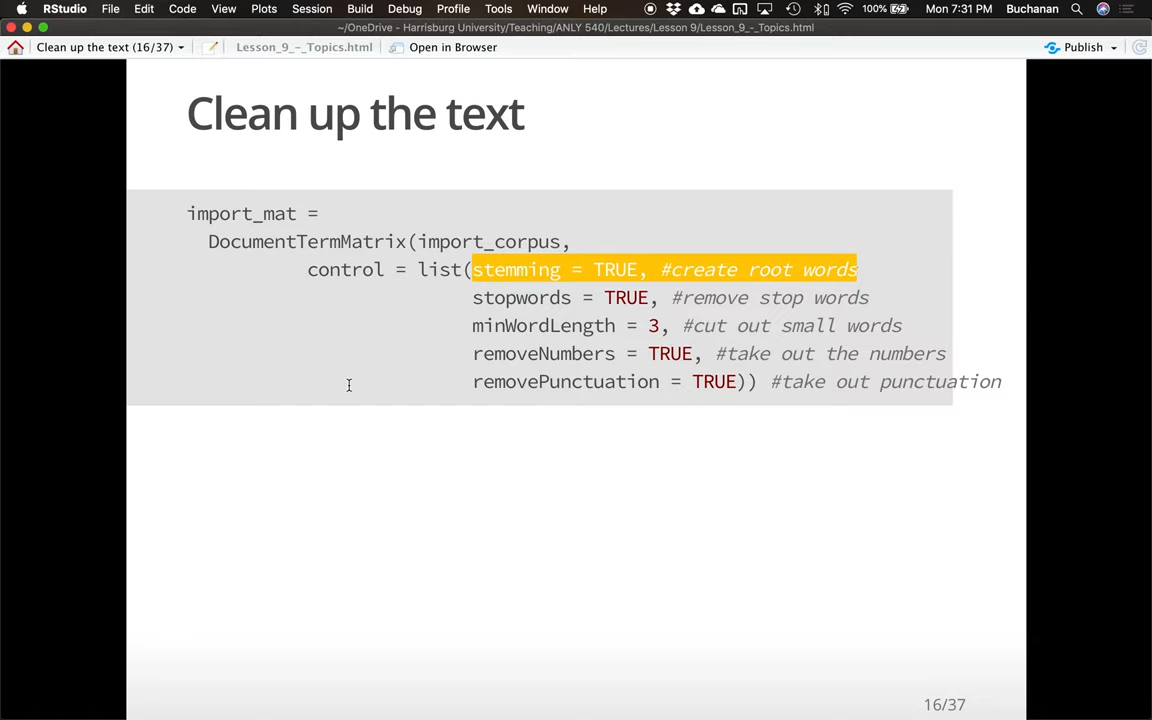 RStudio File Edit Code View Plots Session Build Debug Profile Tools Window Help 100% Mon 7:31 PM Buchanan
~/OneDrive - Harrisburg University/Teaching/ANLY 540/Lectures/Lesson 9/Lesson_9_-_Topics.html
Clean up the text (16/37) Lesson_9_-_Topics.html Open in Browser Publish
Clean up the text
import_mat =
DocumentTermMatrix(import_corpus,
control = list(stemming = TRUE, #create root words
stopwords = TRUE, #remove stop words
minWordLength = 3, #cut out small words
removeNumbers = TRUE, #take out the numbers
removePunctuation = TRUE)) #take out punctuation
16/37